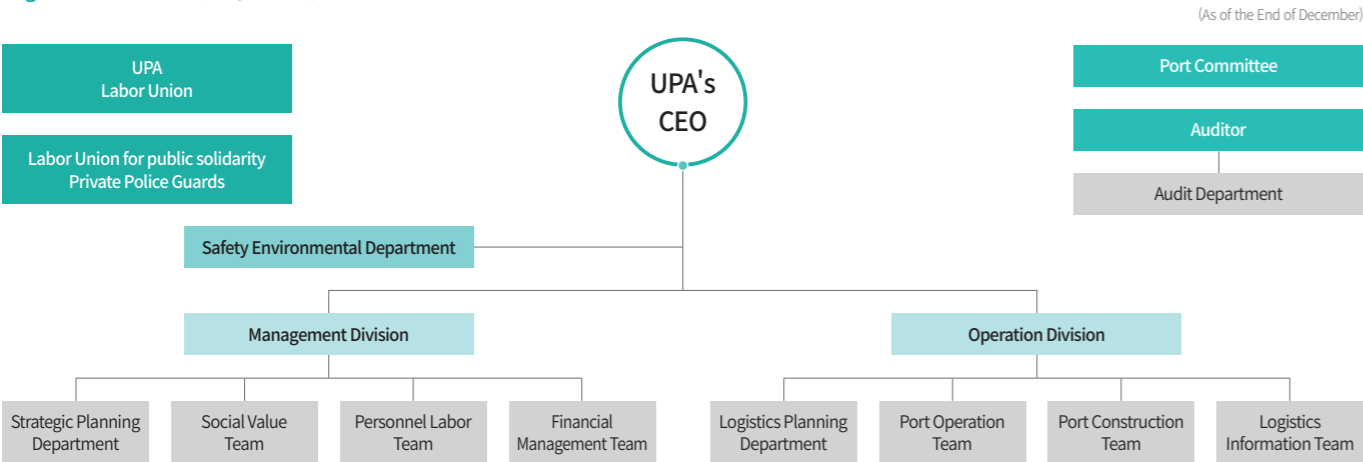 (As of the End of December)
UPA
Labor Union
UPA's
CEO
Port Committee
Auditor
Labor Union for public solidarity
Private Police Guards
Audit Department
Safety Environmental Department
Management Division
Operation Division
Strategic Planning
Department
Social Value
Team
Personnel Labor
Team
Financial
Management Team
Logistics Planning
Department
Port Operation
Team
Port Construction
Team
Logistics
Information Team